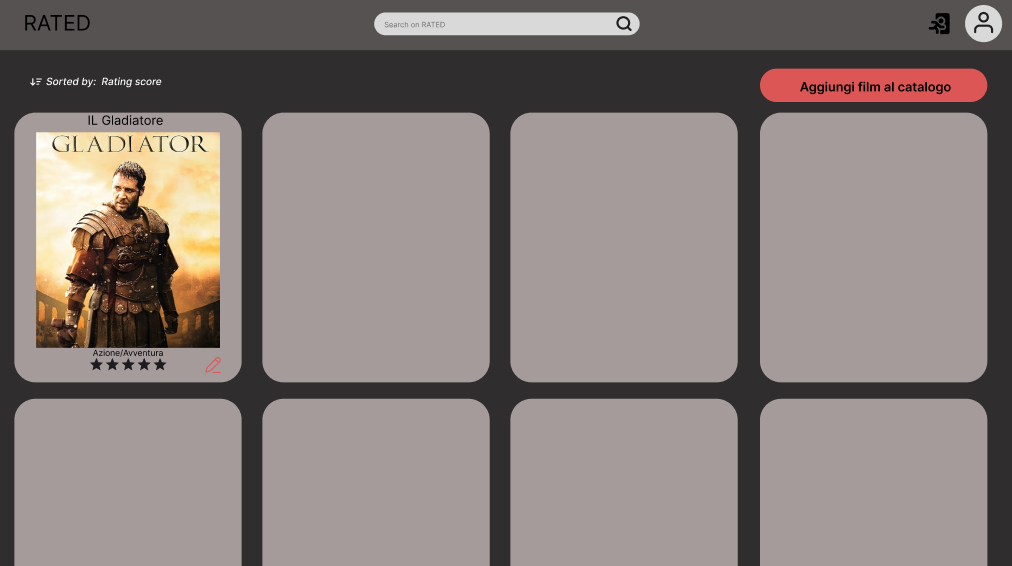 RATED
Search on RATED
Sorted by: Rating score
Aggiungi film al catalogo
IL Gladiatore
GLADIATOR
Azione/Avventura